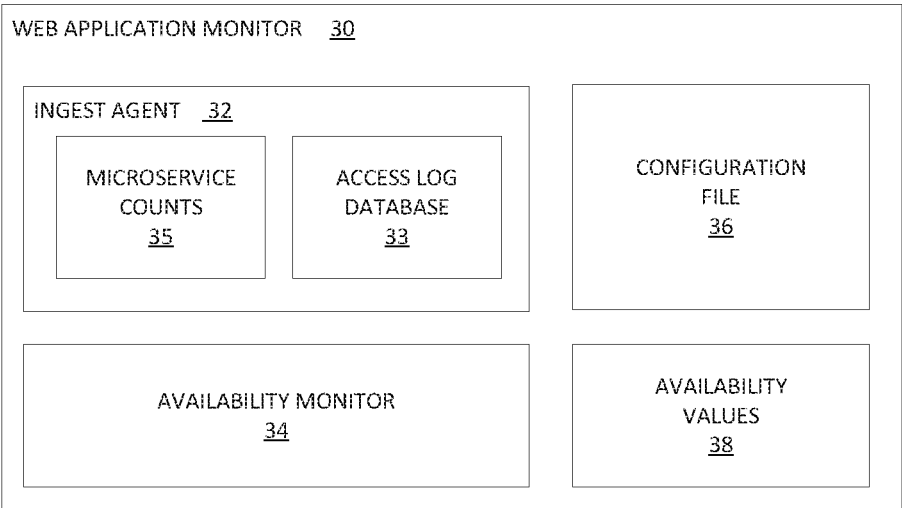 WEB APPLICATION MONITOR 30
INGEST AGENT 32
MICROSERVICE
COUNTS
35
ACCESS LOG
DATABASE
33
CONFIGURATION
FILE
36
AVAILABILITY MONITOR
34
AVAILABILITY
VALUES
38